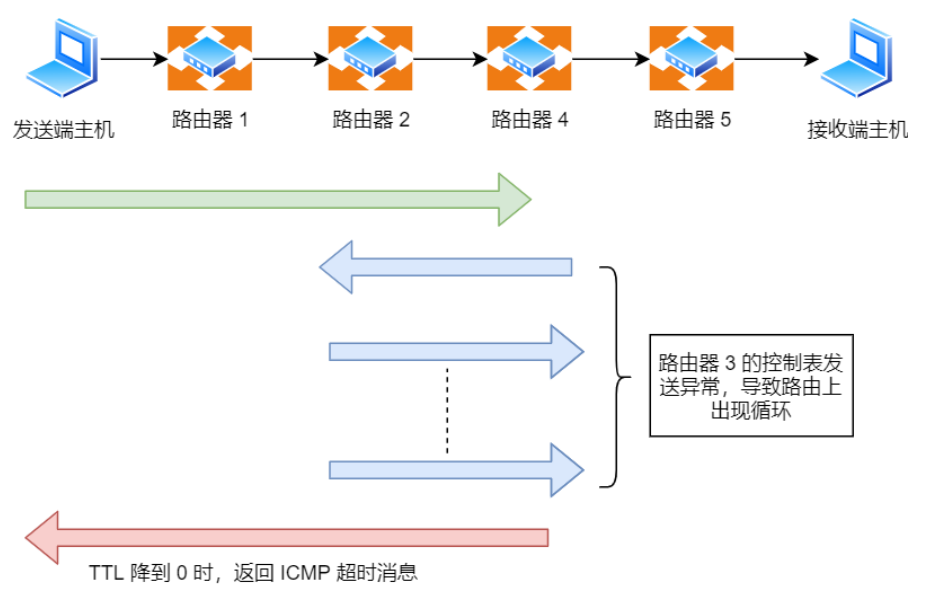 发送端主机
路由器 1
路由器 2
路由器 4
路由器 5
接收端主机
路由器 3 的控制表发
送异常，导致路由上
出现循环
TTL 降到 0 时，返回 ICMP 超时消息